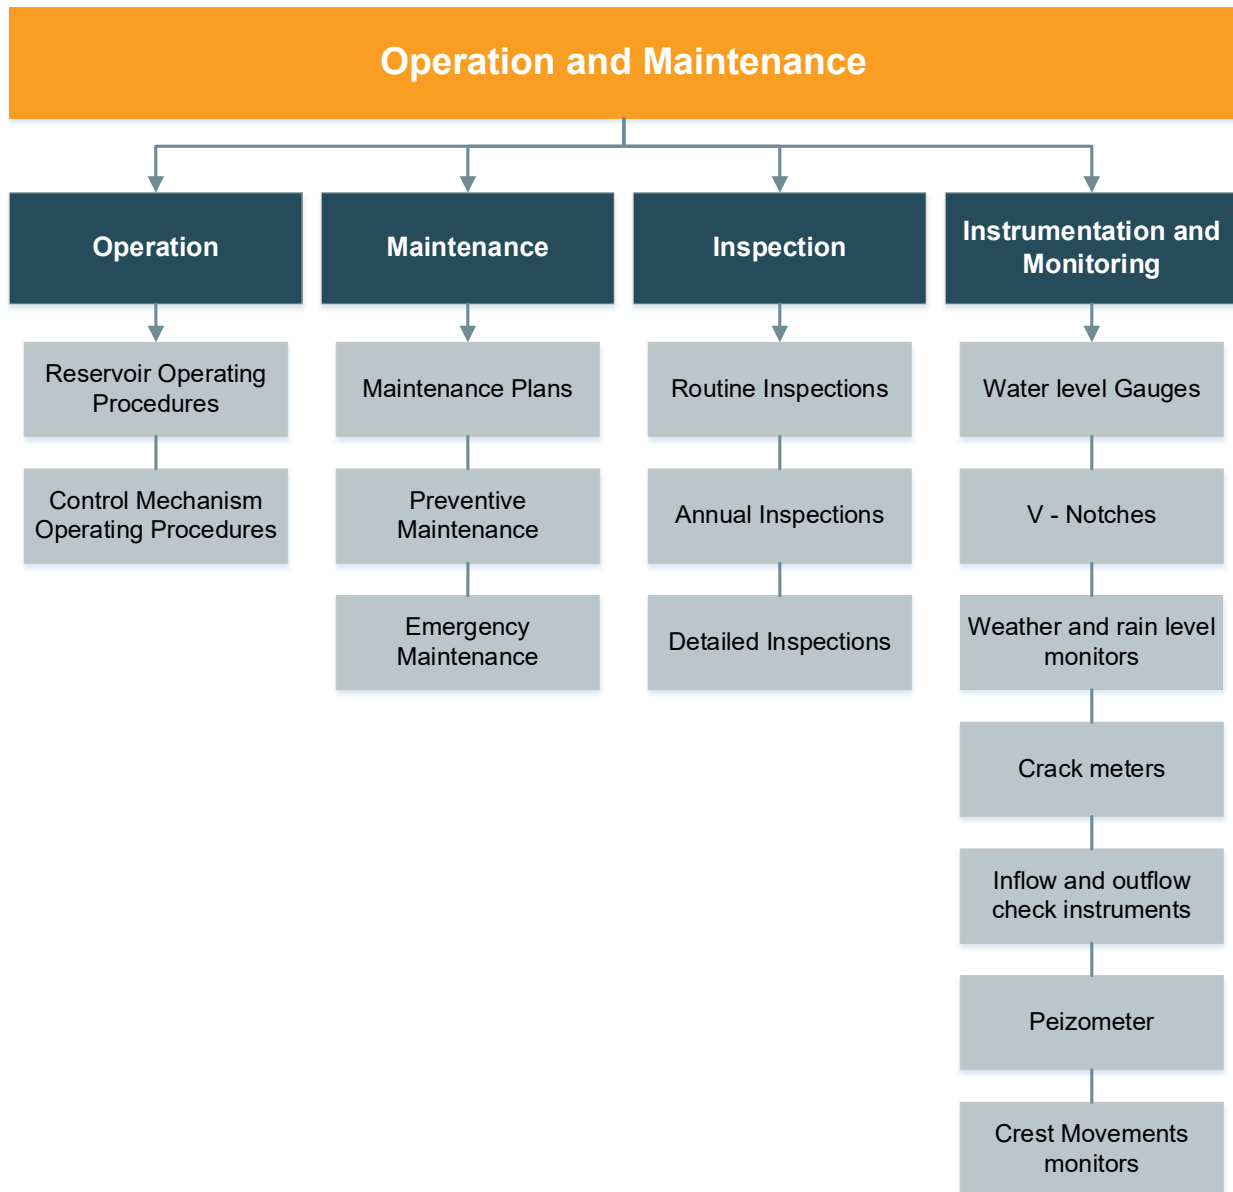 Operation and Maintenance
Operation
Maintenance
Inspection
Instrumentation and
Monitoring
Reservoir Operating
Procedures
Control Mechanism
Operating Procedures
Maintenance Plans
Preventive
Maintenance
Emergency
Maintenance
Routine Inspections
Annual Inspections
Detailed Inspections
Water level Gauges
V - Notches
Weather and rain level
monitors
Crack meters
Inflow and outflow
check instruments
Peizometer
Crest Movements
monitors